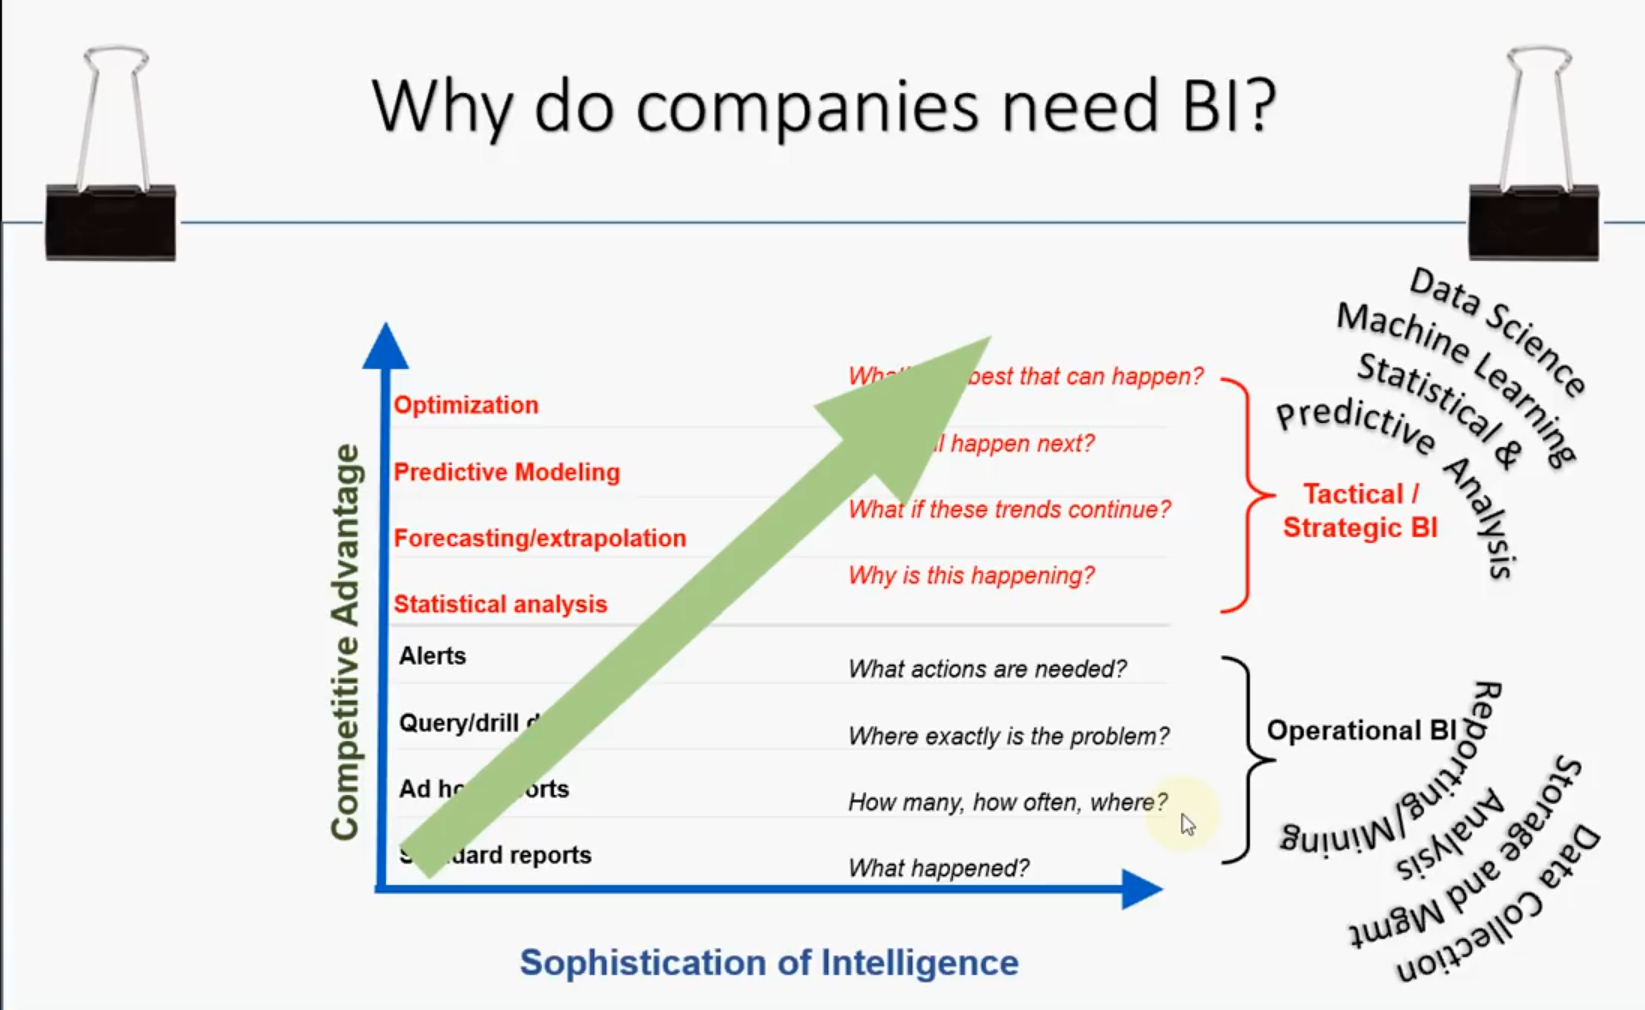 Why do companies need BI?
Data Science
Machine Learning
Statistical &
Predictive Analysis
Competitive Advantage
Optimization
best that can happen?
Predictive Modeling
happen next?
Forecasting/extrapolation
What if these trends continue?
Statistical analysis
Why is this happening?
Tactical /
Strategic BI
Alerts
What actions are needed?
Query/drill
Where exactly is the problem?
Ad
How many, how often, where?
reports
What happened?
Operational BI
Reporting/Mining
Analysis
Storage and Mgmt
Data Collection
Sophistication of Intelligence